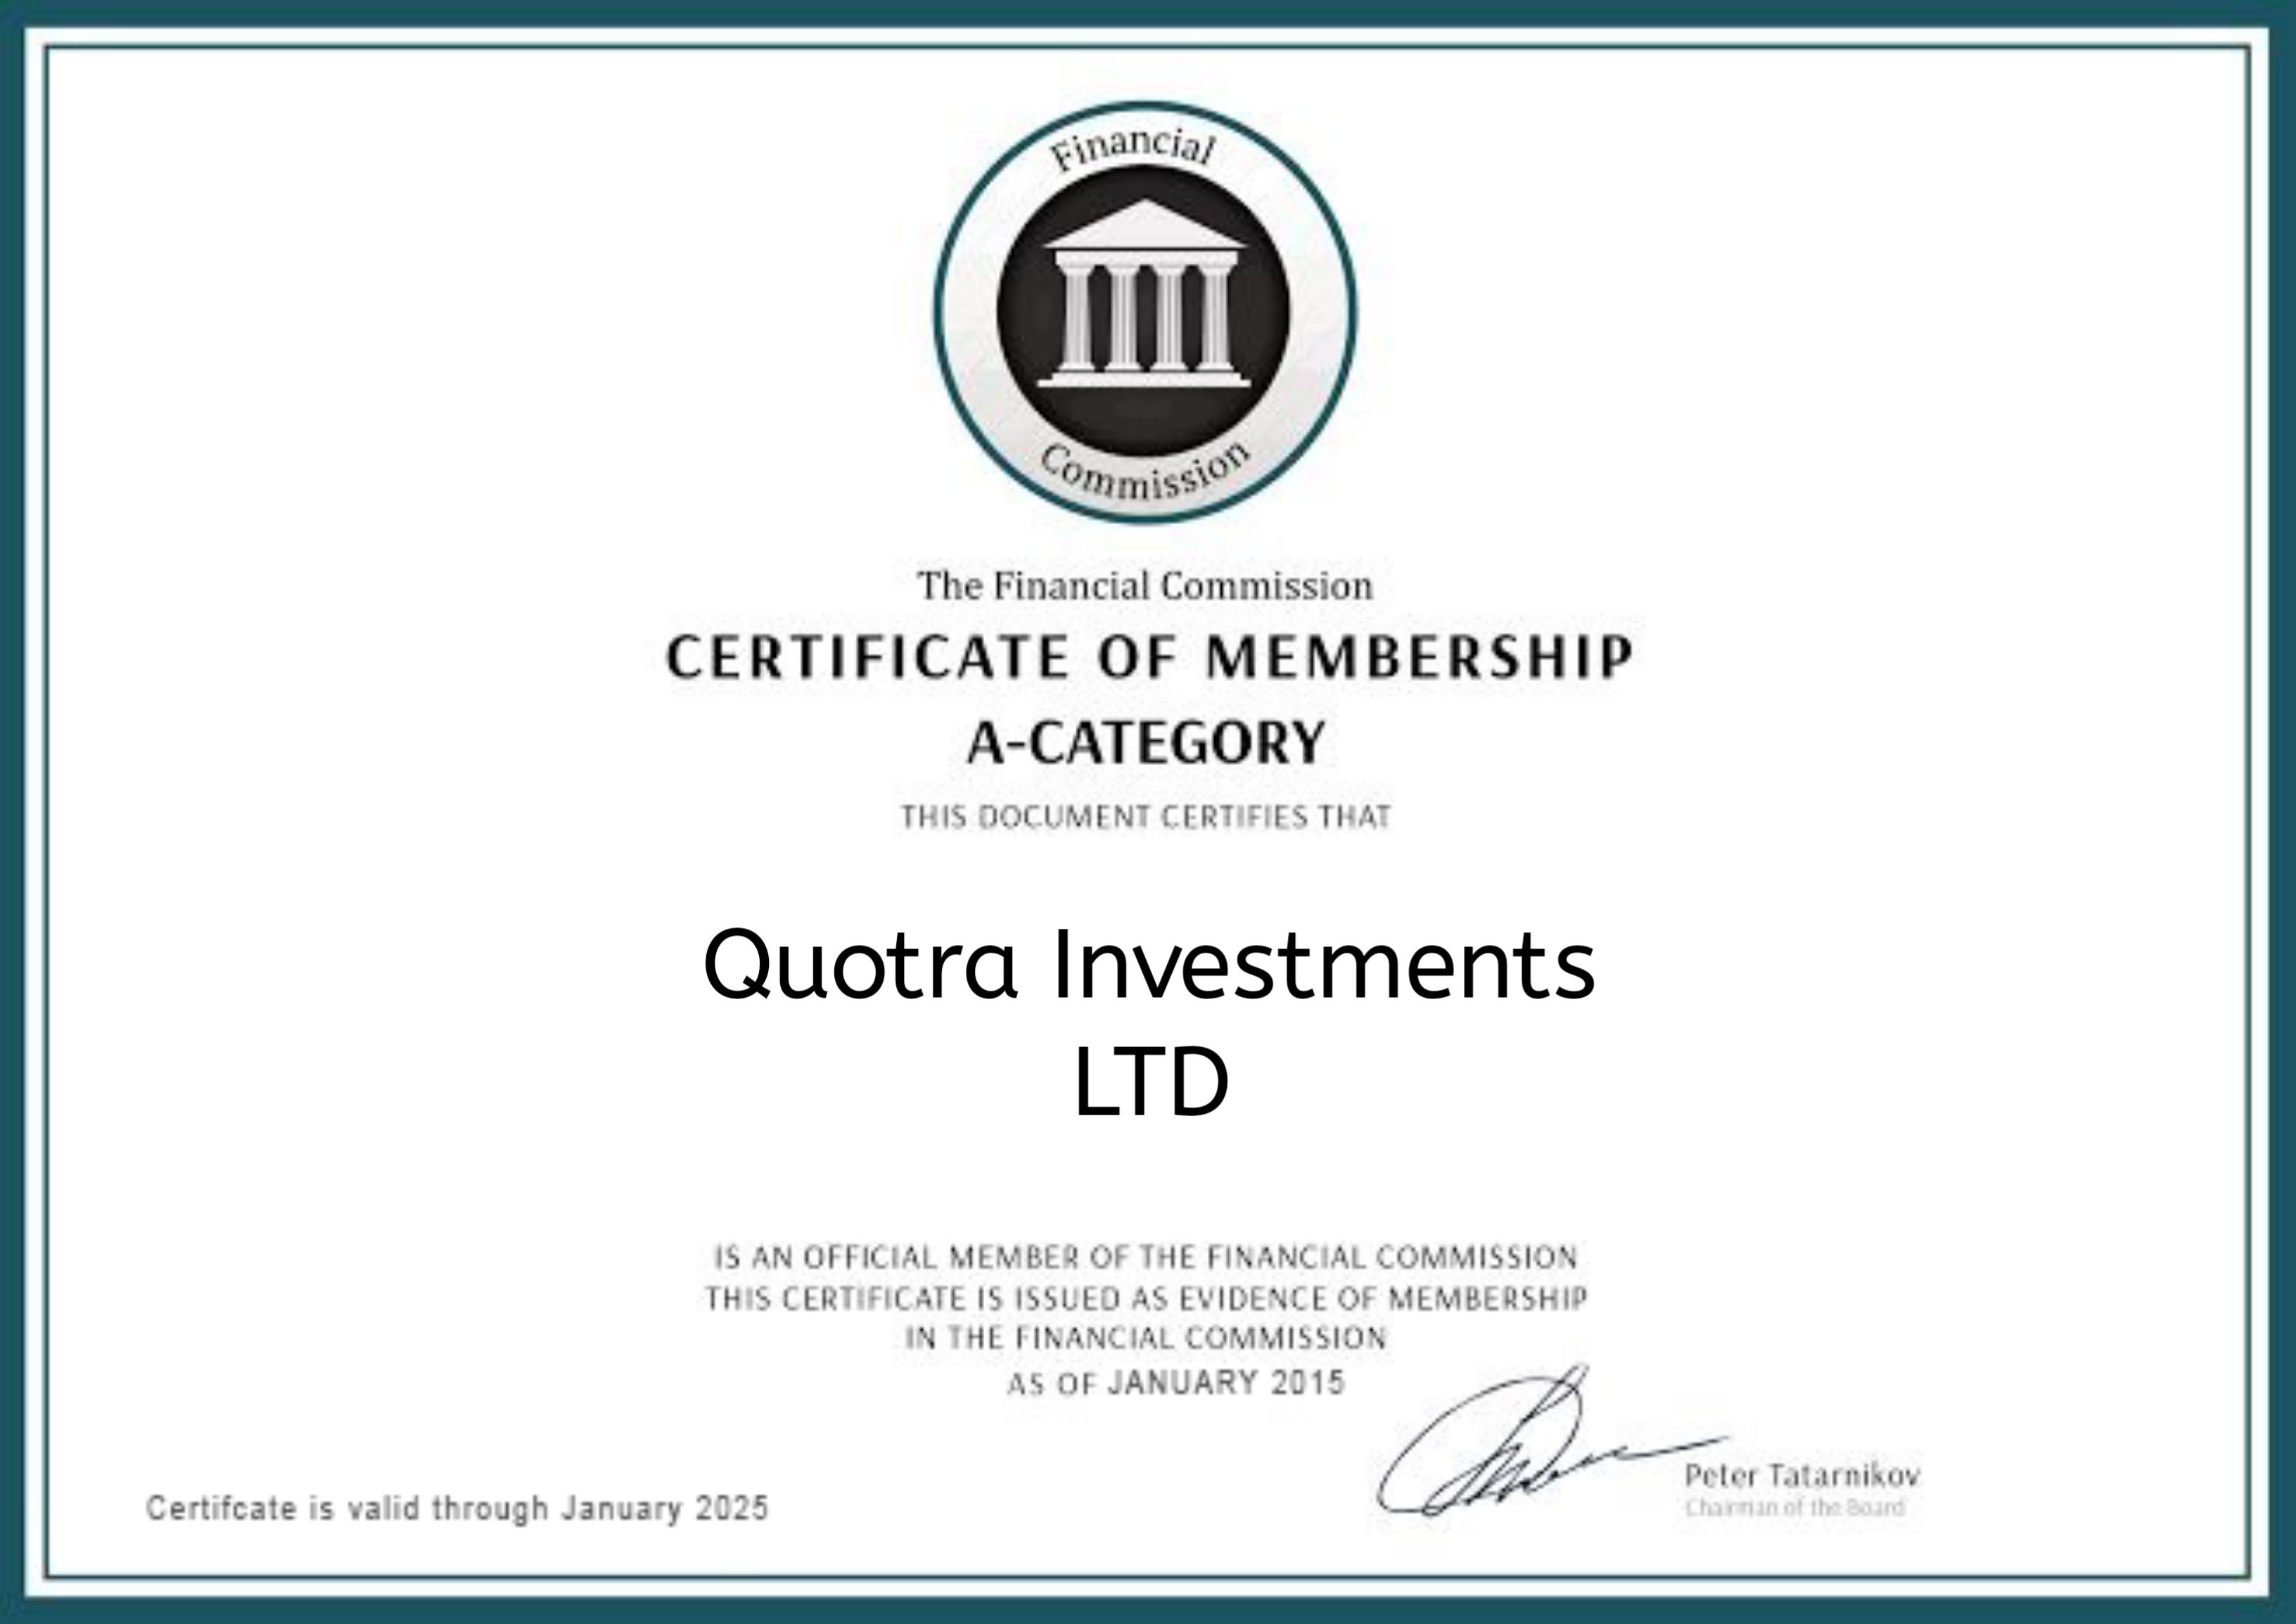 Financial
Commission
The Financial Commission
CERTIFICATE OF MEMBERSHIP
A-CATEGORY
THIS DOCUMENT CERTIFIES THAT
Quotra Investments
LTD
IS AN OFFICIAL MEMBER OF THE FINANCIAL COMMISSION
THIS CERTIFICATE IS ISSUED AS EVIDENCE OF MEMBERSHIP
IN THE FINANCIAL COMMISSION
AS OF JANUARY 2015
Peter Tatarnikov
Chairman of the Board
Certifcate is valid through January 2025